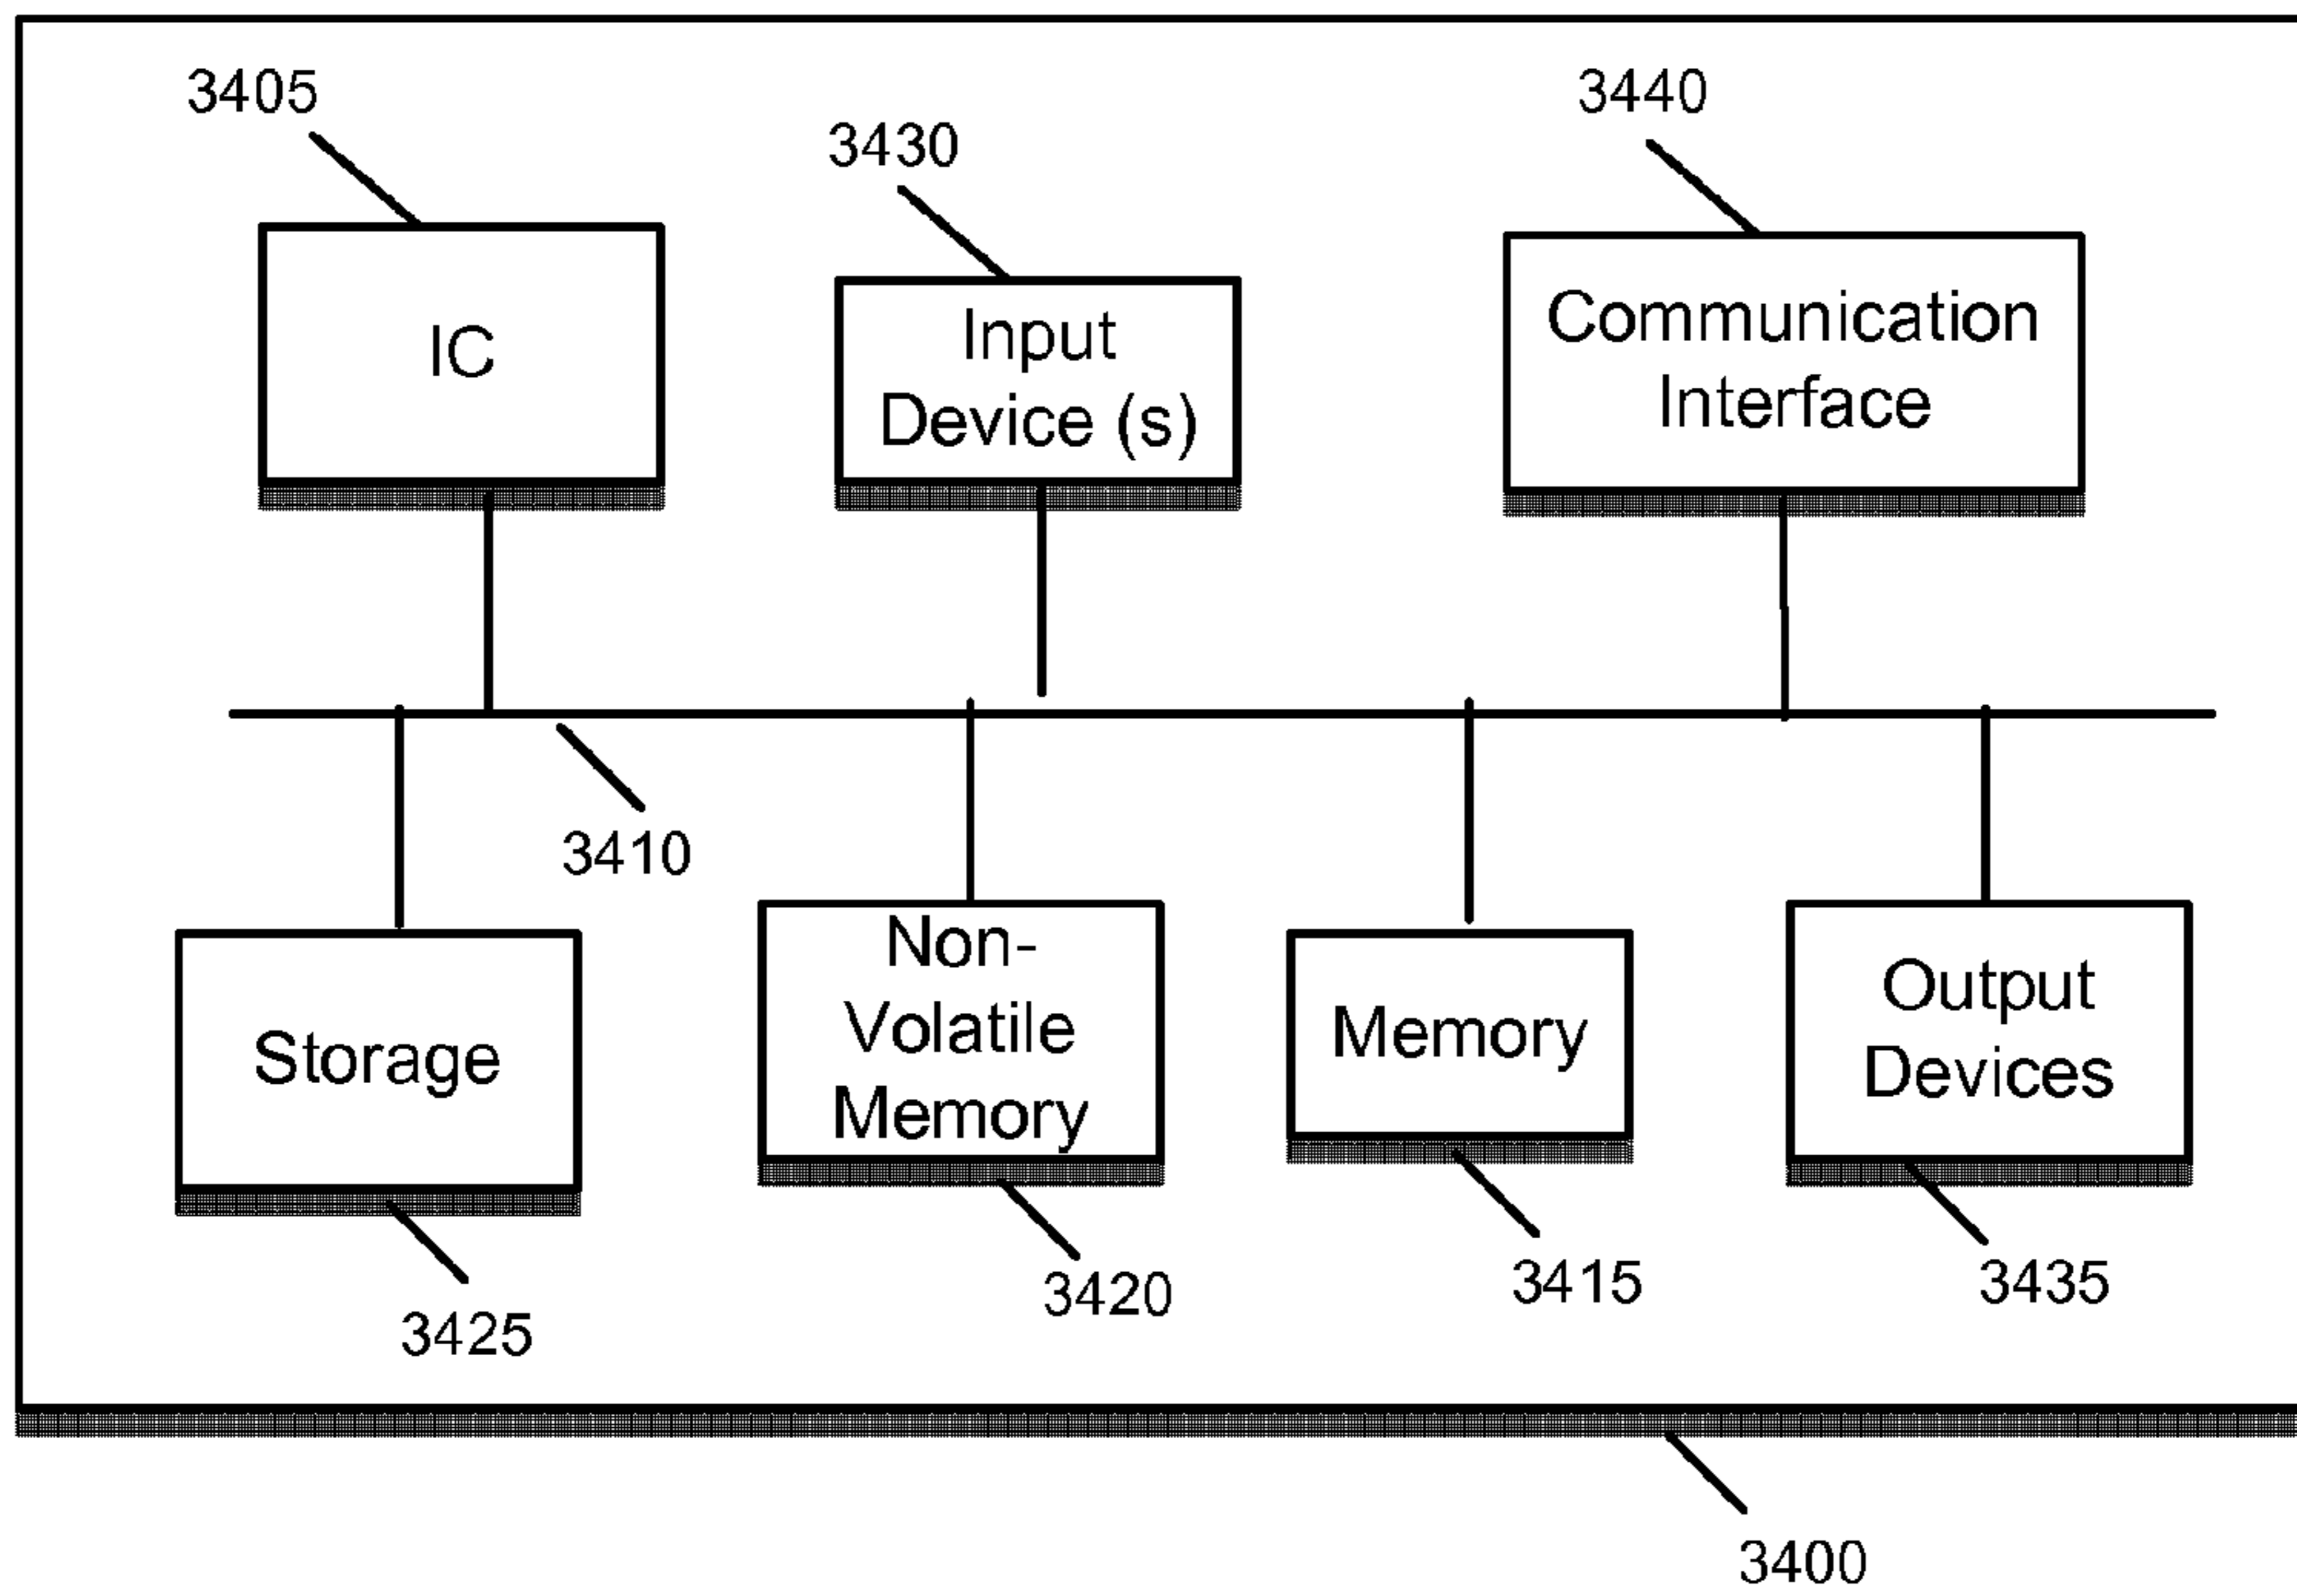 3405
3430
3440
IC
Input
Device (s)
Communication
Interface
3410
Storage
Non-
Volatile
Memory
Memory
Output
Devices
3425
3420
3415
3435
3400